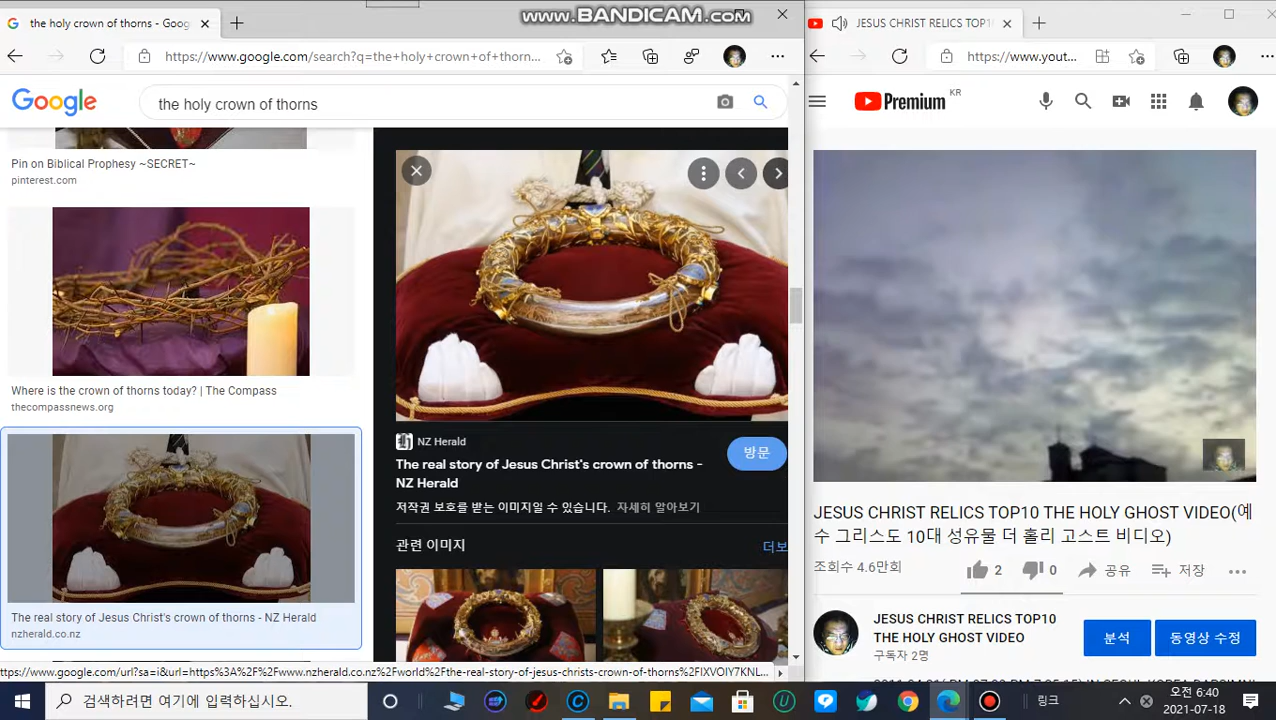 www.BANDICAM.com
the holy crown of thorns - Goog
https://www.google.com/search?q=the+holy+crown+of+thorn...
Google
the holy crown of thorns
Pin on Biblical Prophesy ~SECRET~
pinterest.com
Where is the crown of thorns today? | The Compass
thecompassnews.org
The real story of Jesus Christ's crown of thorns - NZ Herald
nzherald.co.nz
NZ Herald
The real story of Jesus Christ's crown of thorns -
NZ Herald
방문
저작권 보호를 받는 이미지일 수 있습니다. 자세히 알아보기
관련 이미지
더보
https://www.google.com/url?sa=i&url=https%3A%2F%2Fwww.nzherald.co.nz%2Fworld%2Fthe-real-story-of-jesus-christs-crown-of-thorns%2FIXVOIY7KNL...
JESUS CHRIST RELICS TOP1
https://www.yout...
Premium KR
JESUS CHRIST RELICS TOP10 THE HOLY GHOST VIDEO(예
수 그리스도 10대 성유물 더 홀리 고스트 비디오)
조회수 4.6만회
2
0
공유
저장
JESUS CHRIST RELICS TOP10
THE HOLY GHOST VIDEO
구독자 2명
분석
동영상 수정
검색하려면 여기에 입력하십시오.
링크
오전 6:40
2021-07-18